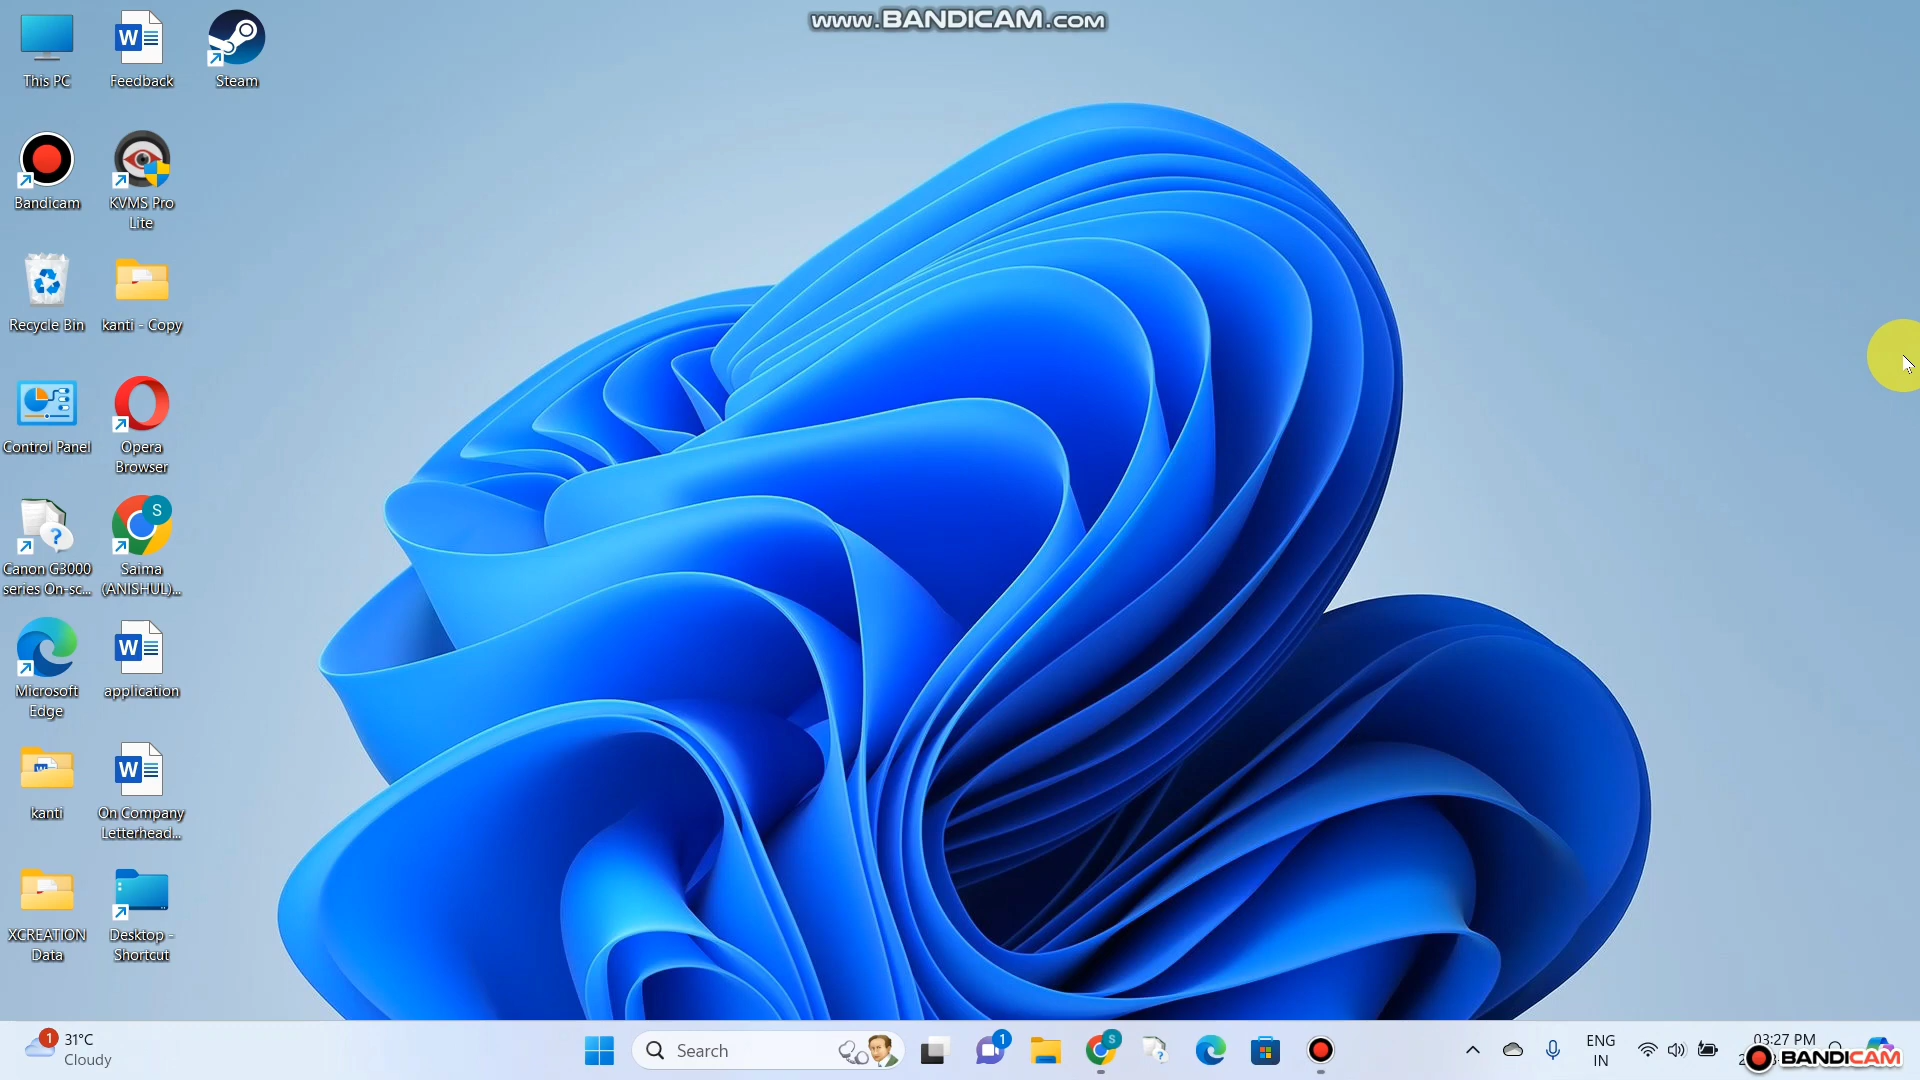 www.BANDICAM.com
This PC
Feedback
Steam
Bandicam
KVMS Pro
Lite
Recycle Bin
kanti - Copy
Control Panel
Opera
Browser
Canon G3000
series On-sc...
Saima
(ANISHUL)...
S
Microsoft
Edge
application
kanti
On Company
Letterhead...
XCREATION
Data
Desktop -
Shortcut
1
31°C
Cloudy
Search
1
S
ENG
IN
03:27 PM
BANDICAM